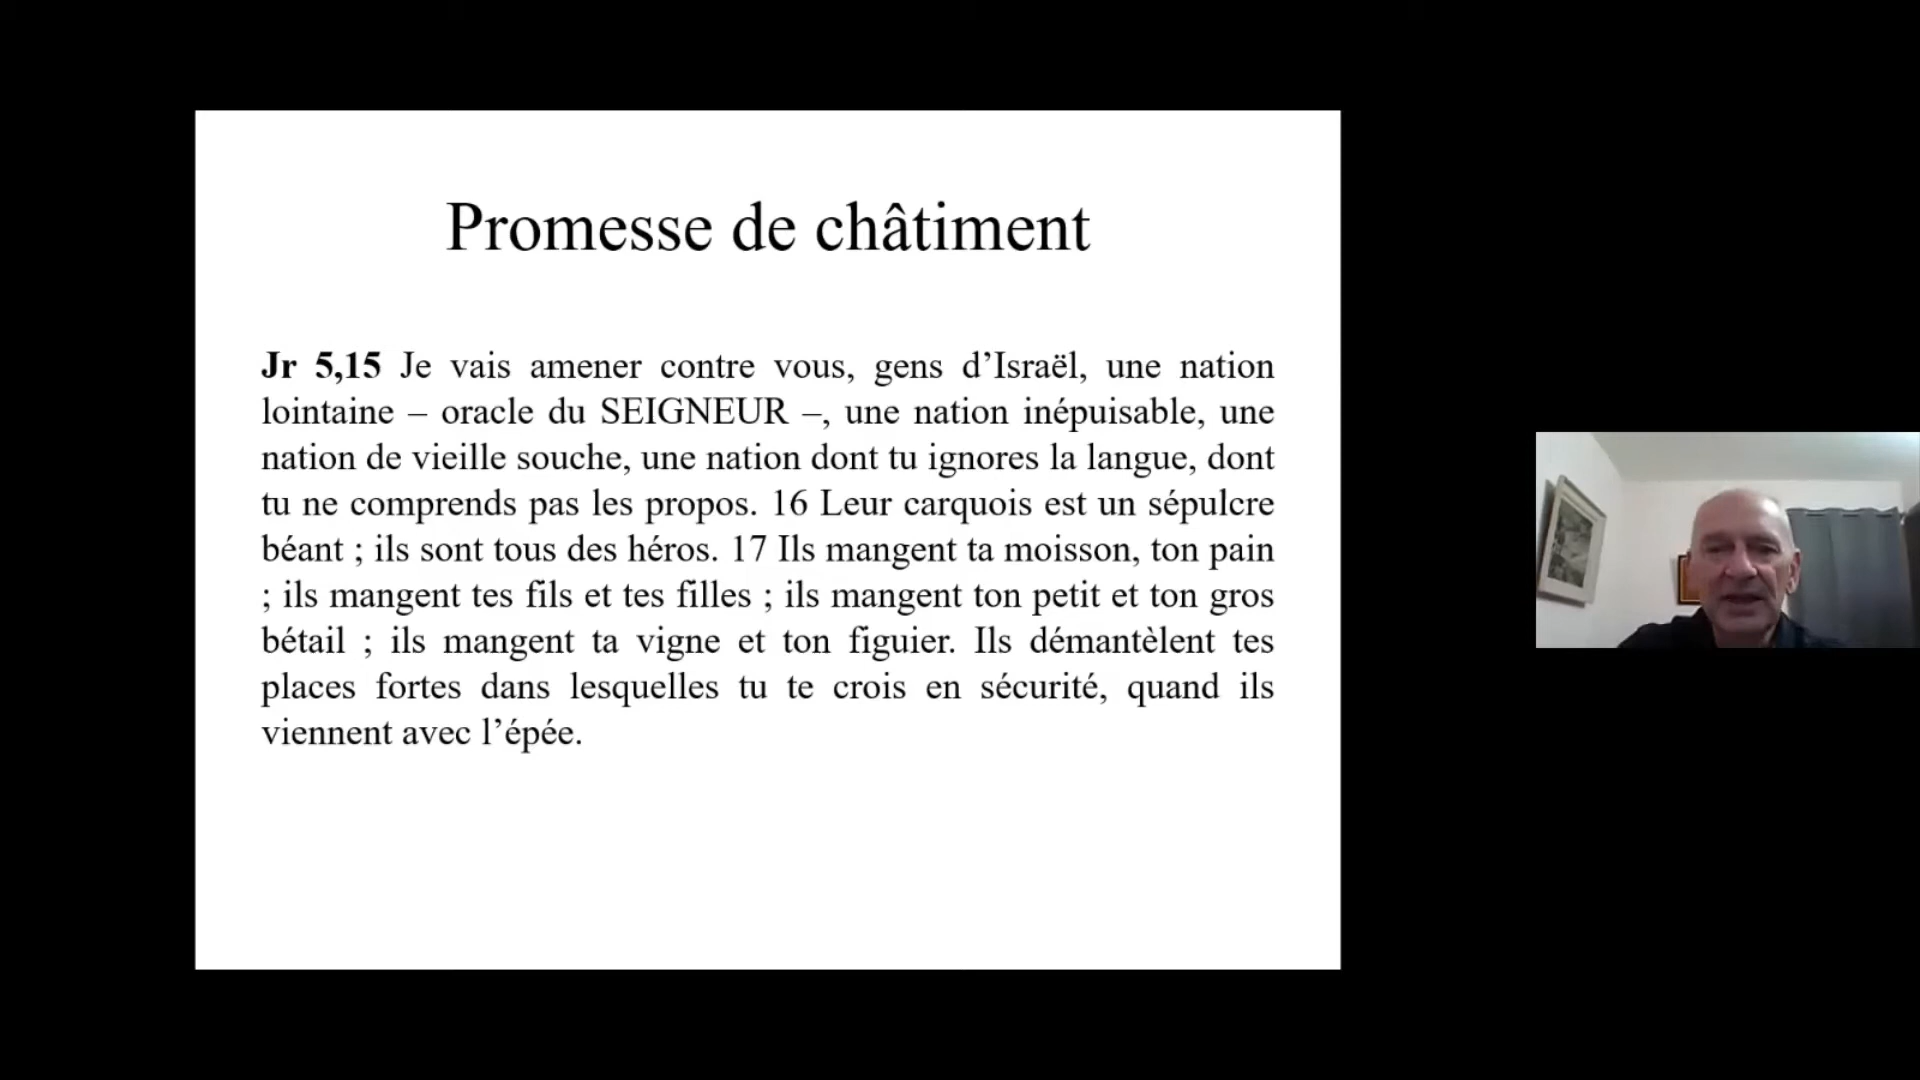 Promesse de châtiment
Jr 5,15 Je vais amener contre vous, gens d’Israël, une nation
lointaine – oracle du SEIGNEUR –, une nation inépuisable, une
nation de vieille souche, une nation dont tu ignores la langue, dont
tu ne comprends pas les propos. 16 Leur carquois est un sépulcre
béant ; ils sont tous des héros. 17 Ils mangent ta moisson, ton pain
; ils mangent tes fils et tes filles ; ils mangent ton petit et ton gros
bétail ; ils mangent ta vigne et ton figuier. Ils démantèlent tes
places fortes dans lesquelles tu te crois en sécurité, quand ils
viennent avec l’épée.